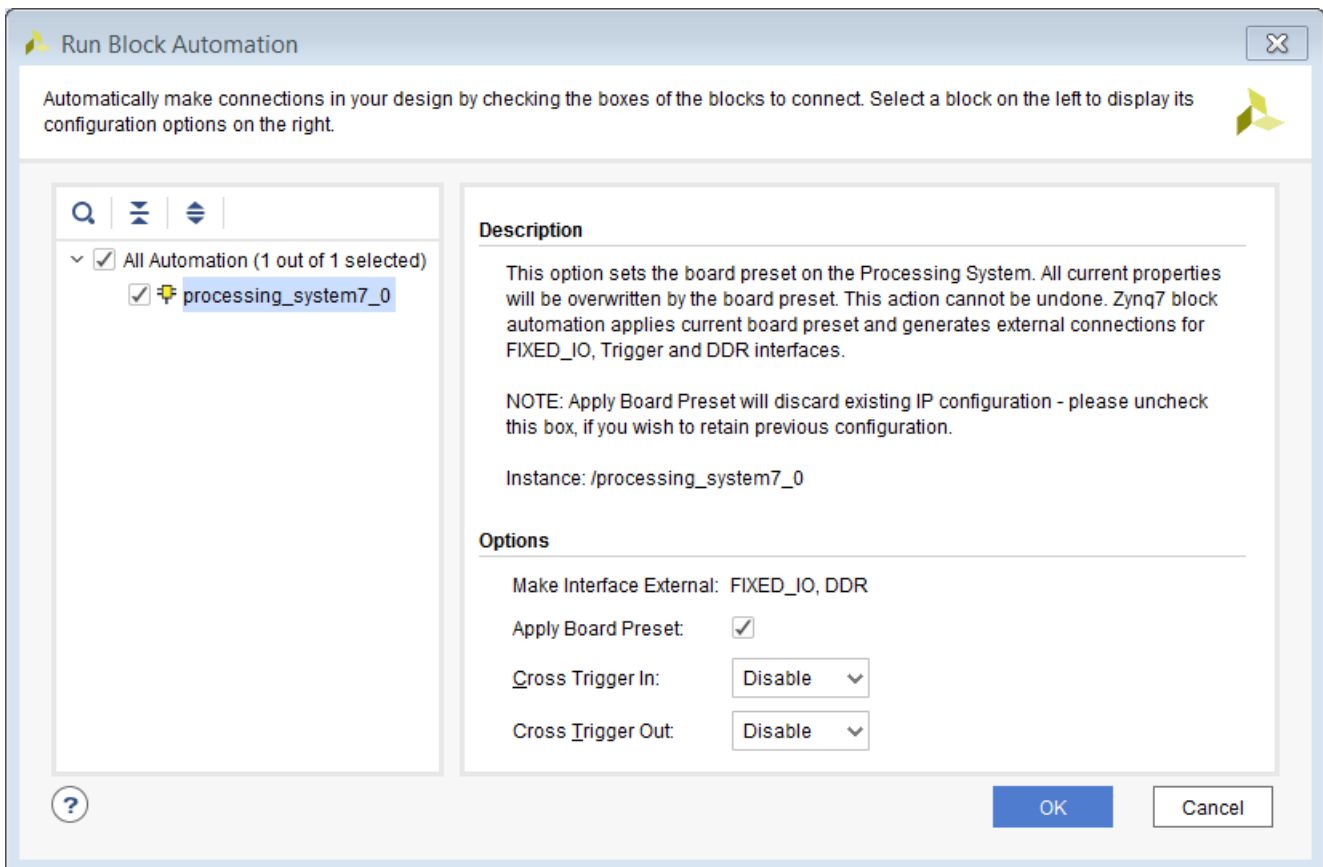 Run Block Automation
Automatically make connections in your design by checking the boxes of the blocks to connect. Select a block on the left to display its
configuration options on the right.
All Automation (1 out of 1 selected)
processing_system7_0
Description
This option sets the board preset on the Processing System. All current properties
will be overwritten by the board preset. This action cannot be undone. Zynq7 block
automation applies current board preset and generates external connections for
FIXED_IO, Trigger and DDR interfaces.
NOTE: Apply Board Preset will discard existing IP configuration - please uncheck
this box, if you wish to retain previous configuration.
Instance: /processing_system7_0
Options
Make Interface External: FIXED_IO, DDR
Apply Board Preset:
Cross Trigger In: Disable
Cross Trigger Out: Disable
?
OK Cancel